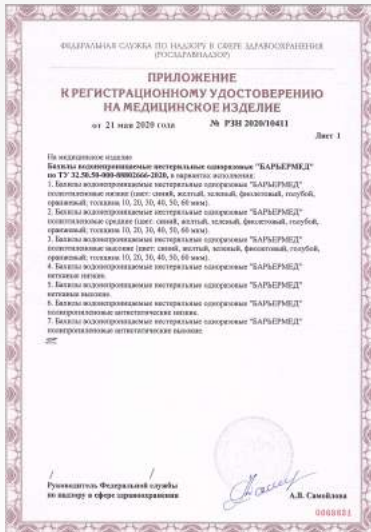 ФЕДЕРАЛЬНАЯ СЛУЖБА ПО НАДЗОРУ В СФЕРЕ ЗДРАВООХРАНЕНИЯ
(РОСЗДРАВНАДЗОР)
ПРИЛОЖЕНИЕ
К РЕГИСТРАЦИОННОМУ УДОСТОВЕРЕНИЮ
НА МЕДИЦИНСКОЕ ИЗДЕЛИЕ
от 21 мая 2020 года № РЗН 2020/10411
Лист 1
На медицинское изделие
Бахилы водонепроницаемые нестерильные одноразовые "БАРЬЕРМЕД"
по ТУ 32.50.50-000-88802666-2020, в вариантах исполнения:
1. Бахилы водонепроницаемые нестерильные одноразовые "БАРЬЕРМЕД"
полиэтиленовые низкие (цвет: синий, желтый, зеленый, фиолетовый, голубой,
оранжевый; толщина 10, 20, 30, 40, 50, 60 мкм).
2. Бахилы водонепроницаемые нестерильные одноразовые "БАРЬЕРМЕД"
полиэтиленовые средние (цвет: синий, желтый, зеленый, фиолетовый, голубой,
оранжевый; толщина 10, 20, 30, 40, 50, 60 мкм).
3. Бахилы водонепроницаемые нестерильные одноразовые "БАРЬЕРМЕД"
полиэтиленовые высокие (цвет: синий, желтый, зеленый, фиолетовый, голубой,
оранжевый; толщина 10, 20, 30, 40, 50, 60 мкм).
4. Бахилы водонепроницаемые нестерильные одноразовые "БАРЬЕРМЕД"
нетканые низкие.
5. Бахилы водонепроницаемые нестерильные одноразовые "БАРЬЕРМЕД"
нетканые высокие.
6. Бахилы водонепроницаемые нестерильные одноразовые "БАРЬЕРМЕД"
полипропиленовые антистатические низкие.
7. Бахилы водонепроницаемые нестерильные одноразовые "БАРЬЕРМЕД"
полипропиленовые антистатические высокие.
Руководитель Федеральной службы
по надзору в сфере здравоохранения
А.В. Самойлова